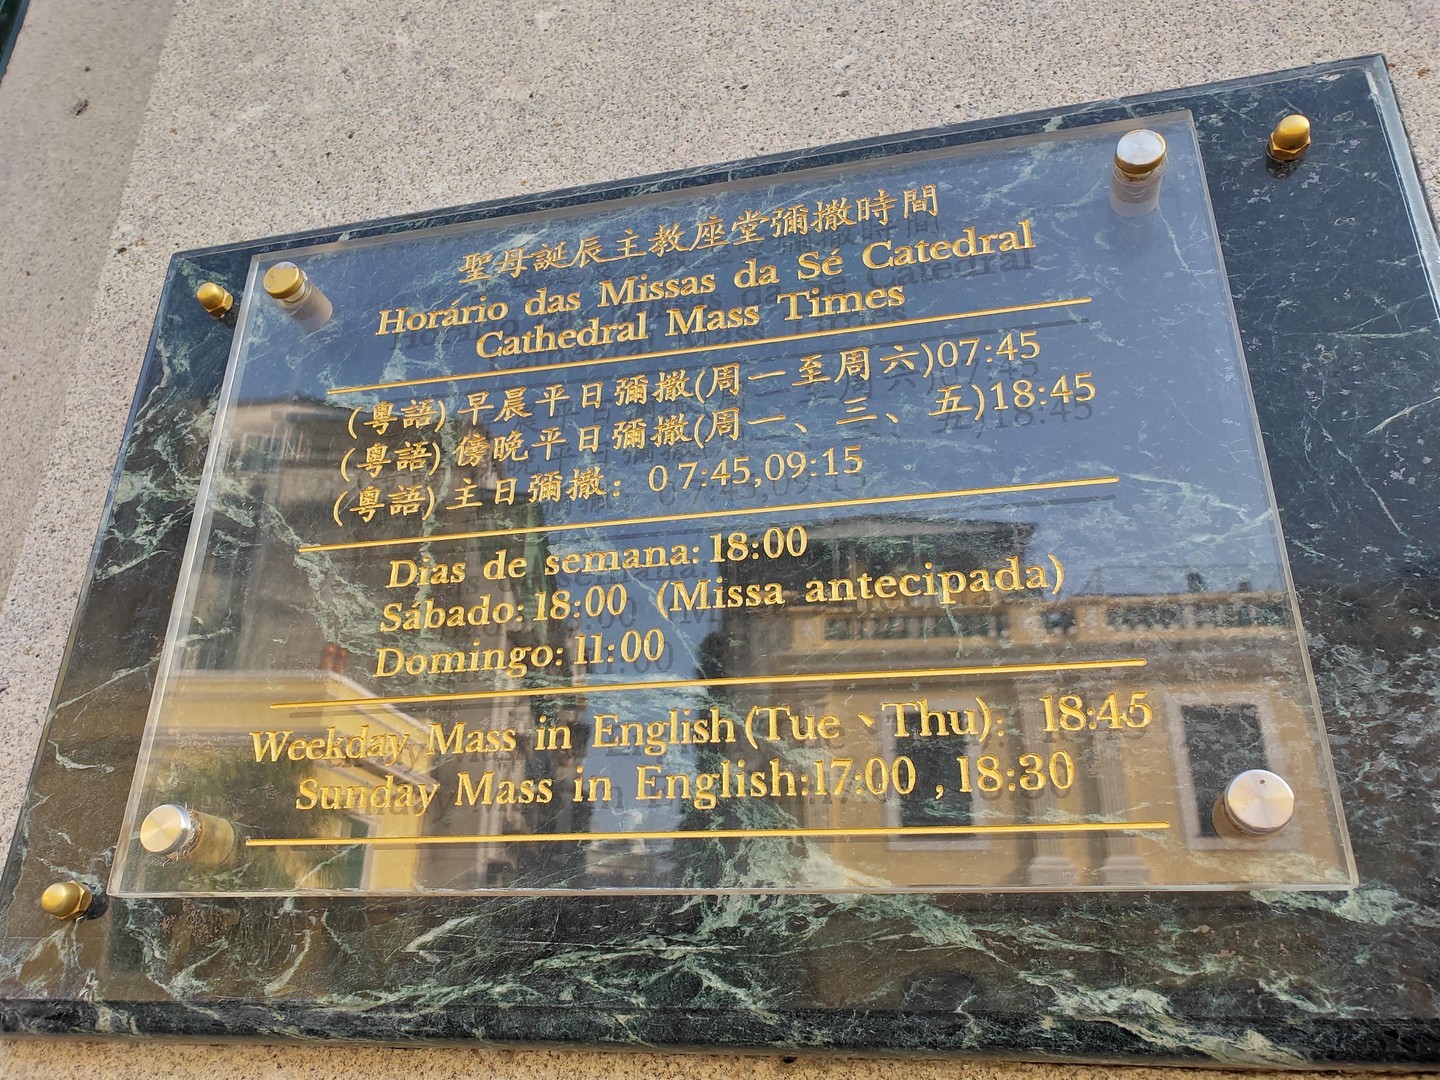 聖母誕辰主教座堂彌撒時間
Horário das Missas da Sé Catedral
Cathedral Mass Times
(粵語) 早晨平日彌撒(周一至周六)07:45
(粵語) 傍晚平日彌撒(周一、三、五)18:45
(粵語) 主日彌撒: 07:45,09:15
Dias de semana: 18:00
Sábado: 18:00 (Missa antecipada)
Domingo: 11:00
Weekday Mass in English (Tue、Thu): 18:45
Sunday Mass in English:17:00 , 18:30